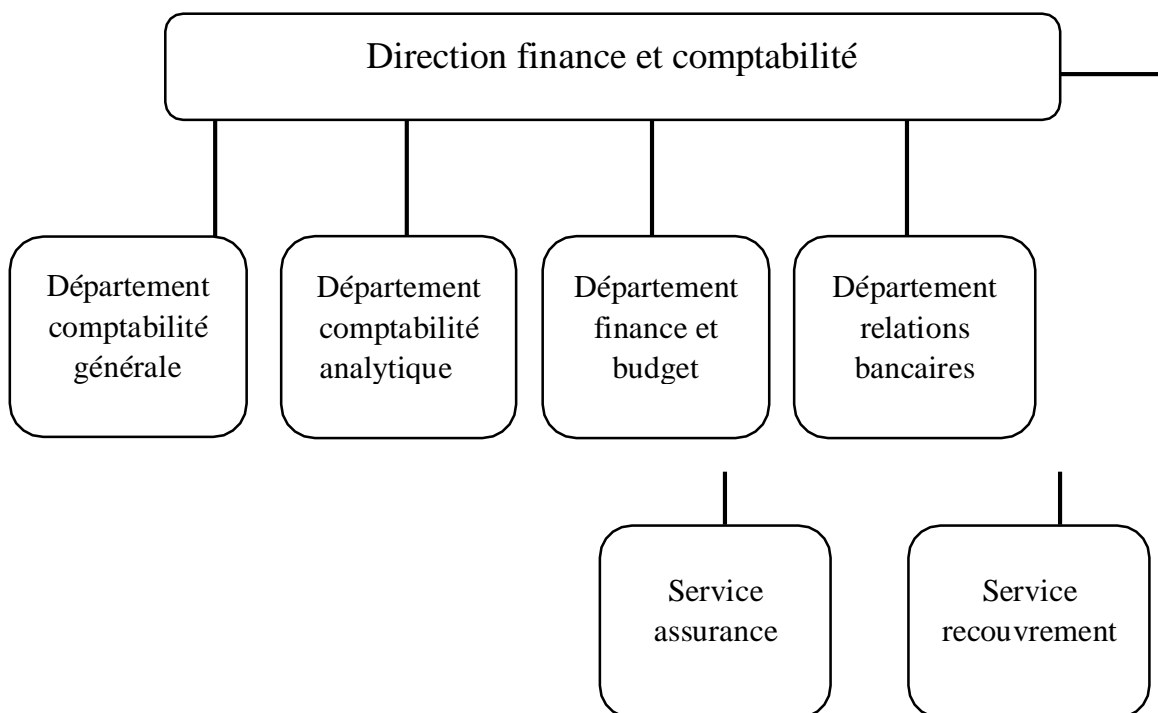 Direction finance et comptabilité
Département
comptabilité
générale
Département
comptabilité
analytique
Département
finance et
budget
Département
relations
bancaires
Service
assurance
Service
recouvrement